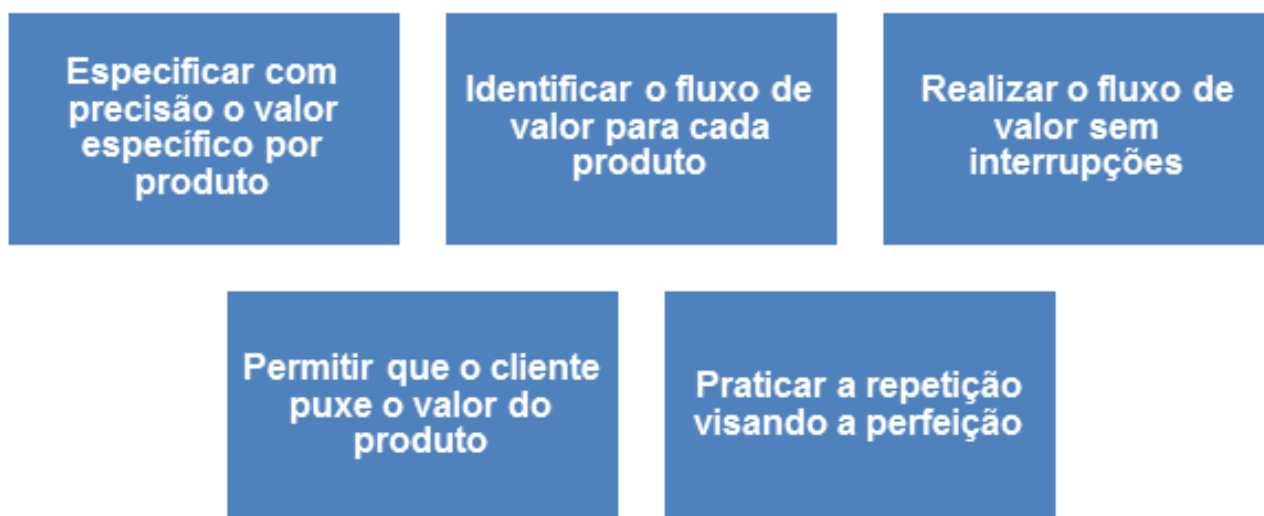 Especificar com
precisão o valor
específico por
produto
Identificar o fluxo de
valor para cada
produto
Realizar o fluxo de
valor sem
interrupções
Permitir que o cliente
puxe o valor do
produto
Praticar a repetição
visando a perfeição